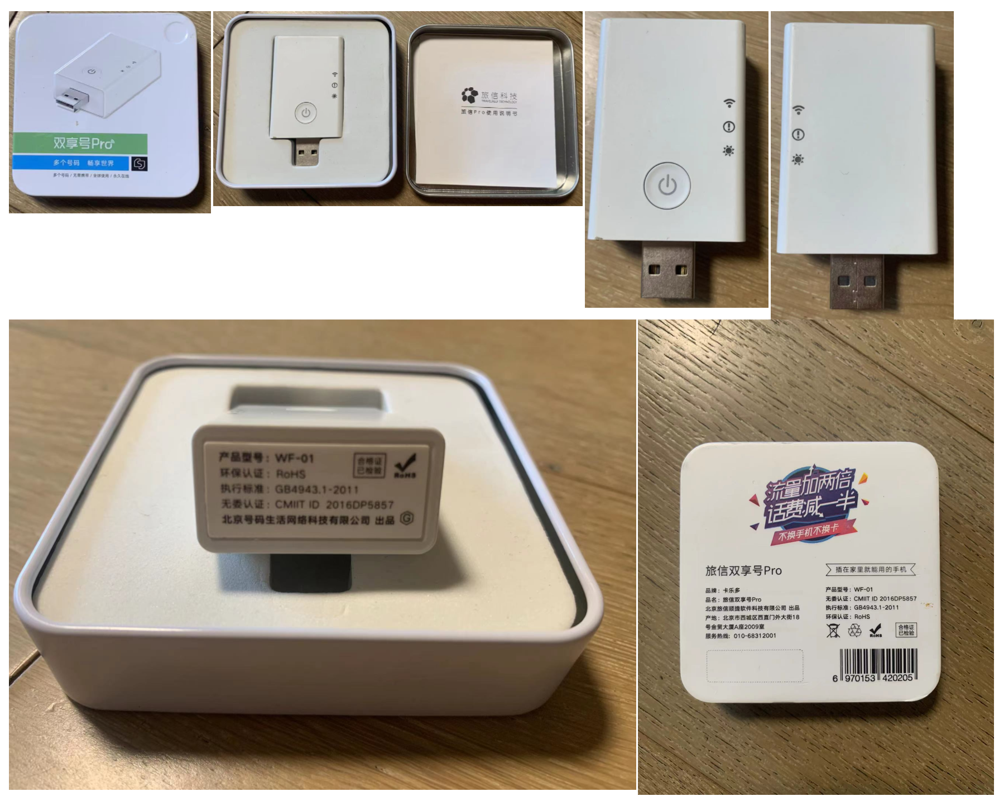 双享号Pro
多个号码 畅享世界
多个号码 / 无需携带 / 全球使用 / 永久在线
旅信科技
旅信Pro使用说明书
产品型号：WF-01
环保认证：RoHS
执行标准：GB4943.1-2011
无委认证：CMIIT ID 2016DP5857
北京号码生活网络科技有限公司 出品
合格证
已检验
RoHS
流量加两倍
话费减一半
不换手机不换卡
旅信双享号Pro
品牌：卡乐多
品名：旅信双享号Pro
北京旅信顺捷软件科技有限公司 出品
产地：北京市西城区西直门外大街18
号金贸大厦A座2009室
服务热线：010-68312001
插在家里就能用的手机
产品型号：WF-01
无委认证：CMIIT ID 2016DP5857
执行标准：GB4943.1-2011
环保认证：RoHS
RoHS
合格证
已检验
6 970153 420205